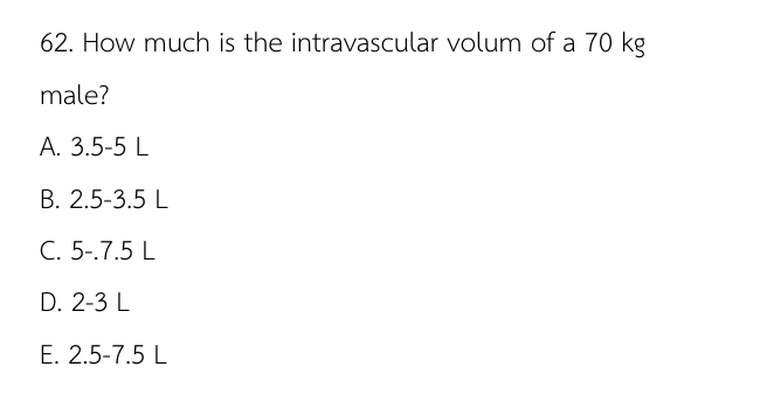 62. How much is the intravascular volum of a 70 kg
male?
A. 3.5-5 L
B. 2.5-3.5 L
C. 5-.7.5 L
D. 2-3 L
E. 2.5-7.5 L